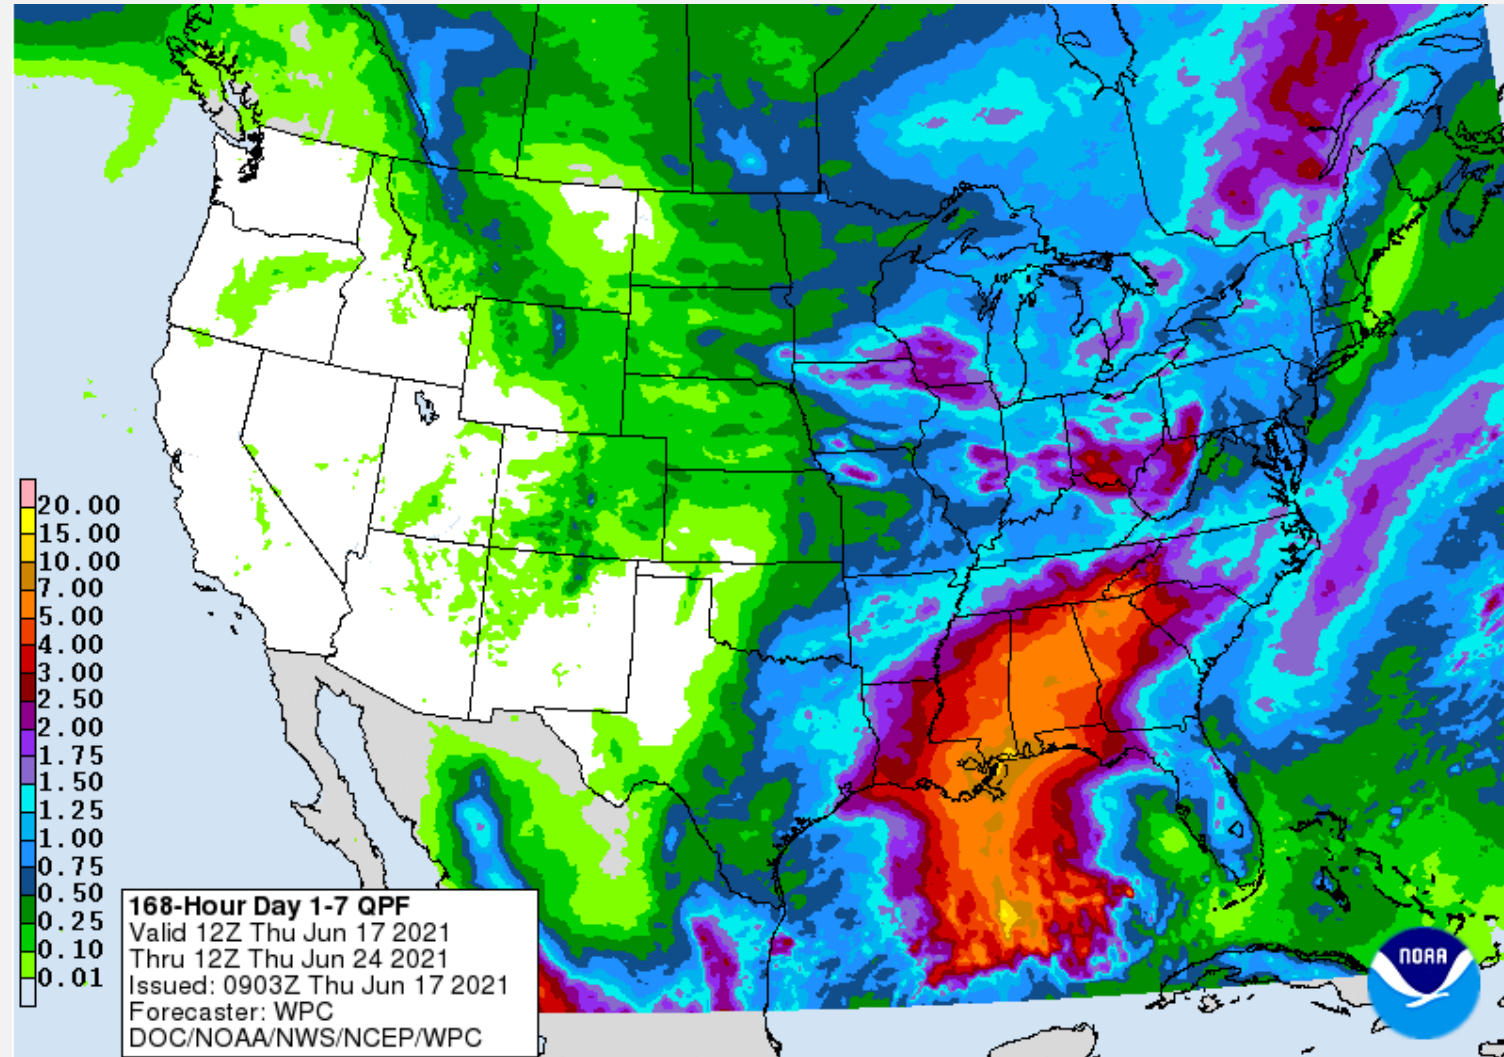 20.00
15.00
10.00
7.00
5.00
4.00
3.00
2.50
2.00
1.75
1.50
1.25
1.00
0.75
0.50
0.25
0.10
0.01
168-Hour Day 1-7 QPF
Valid 12Z Thu Jun 17 2021
Thru 12Z Thu Jun 24 2021
Issued: 0903Z Thu Jun 17 2021
Forecaster: WPC
DOC/NOAA/NWS/NCEP/WPC
NOAA